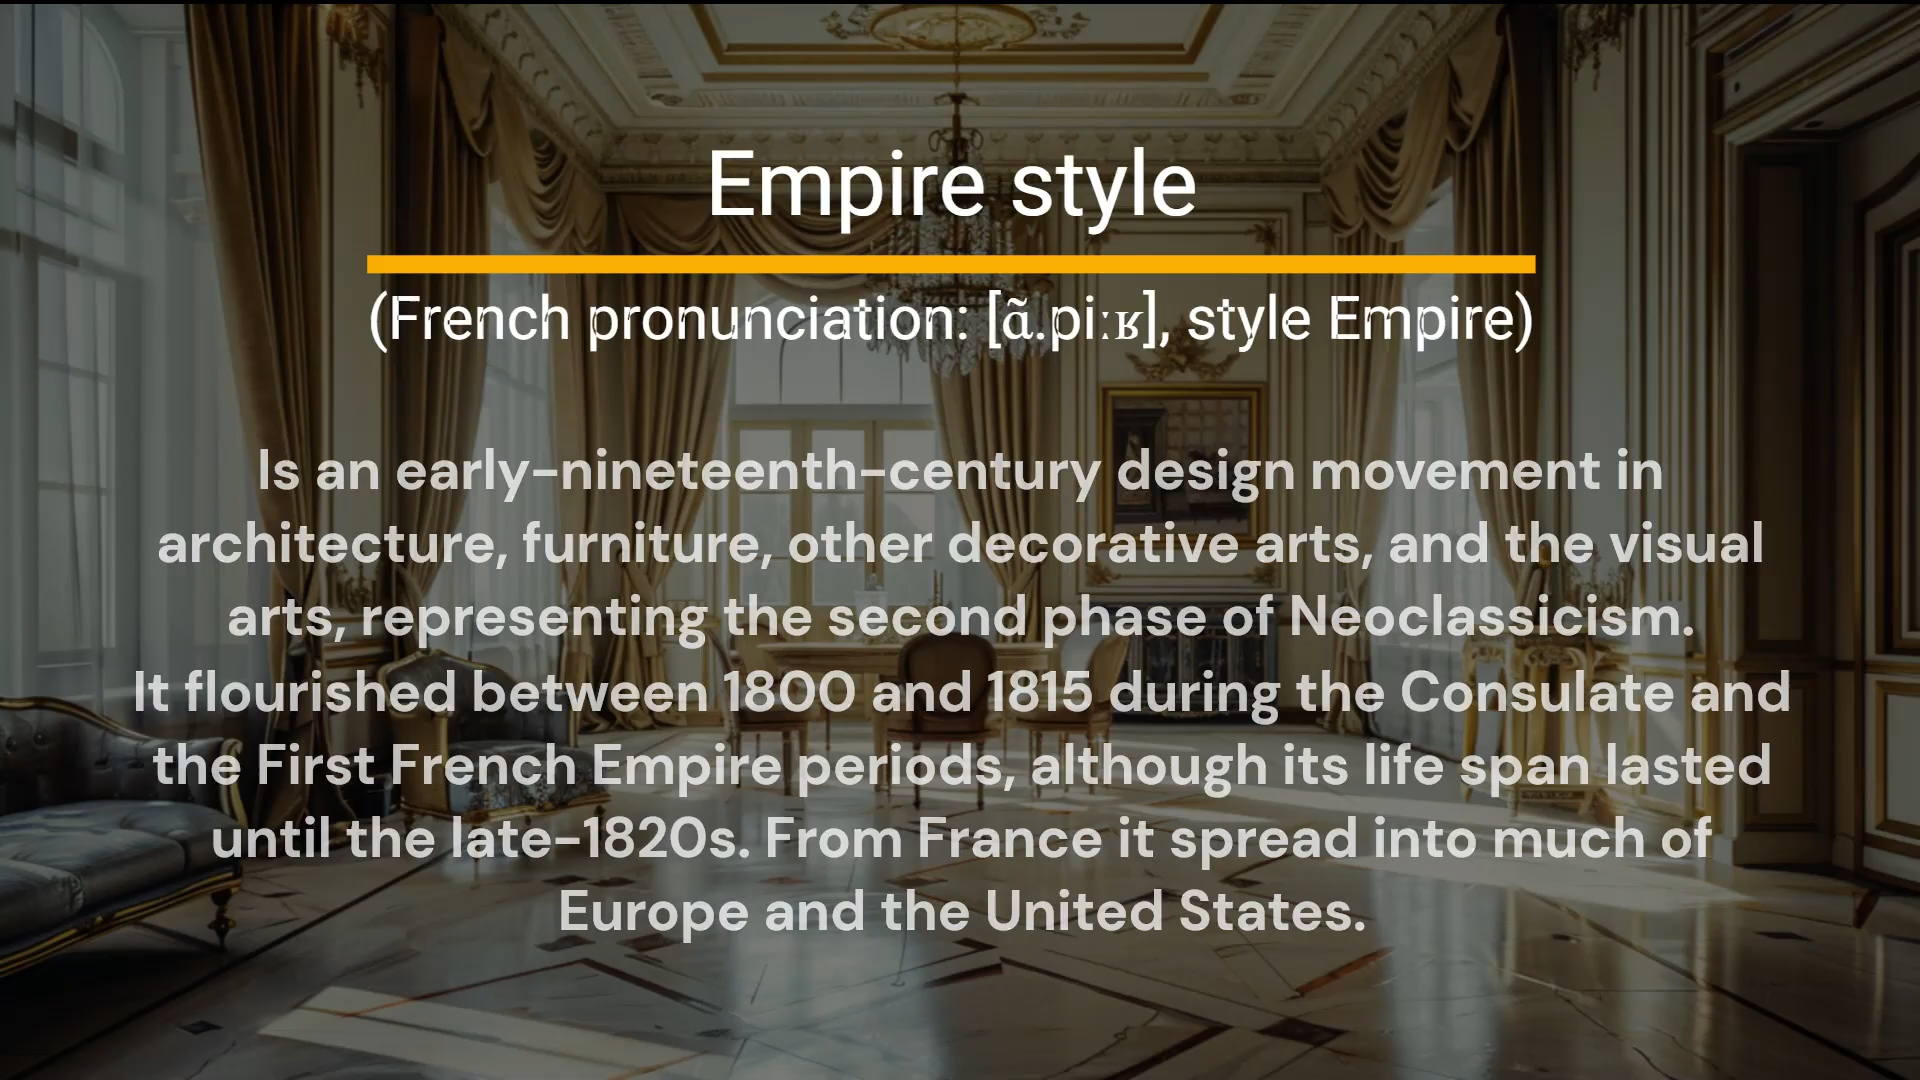 Empire style
(French pronunciation: [ɑ̃.piːʁ], style Empire)
Is an early-nineteenth-century design movement in
architecture, furniture, other decorative arts, and the visual
arts, representing the second phase of Neoclassicism.
It flourished between 1800 and 1815 during the Consulate and
the First French Empire periods, although its life span lasted
until the late-1820s. From France it spread into much of
Europe and the United States.